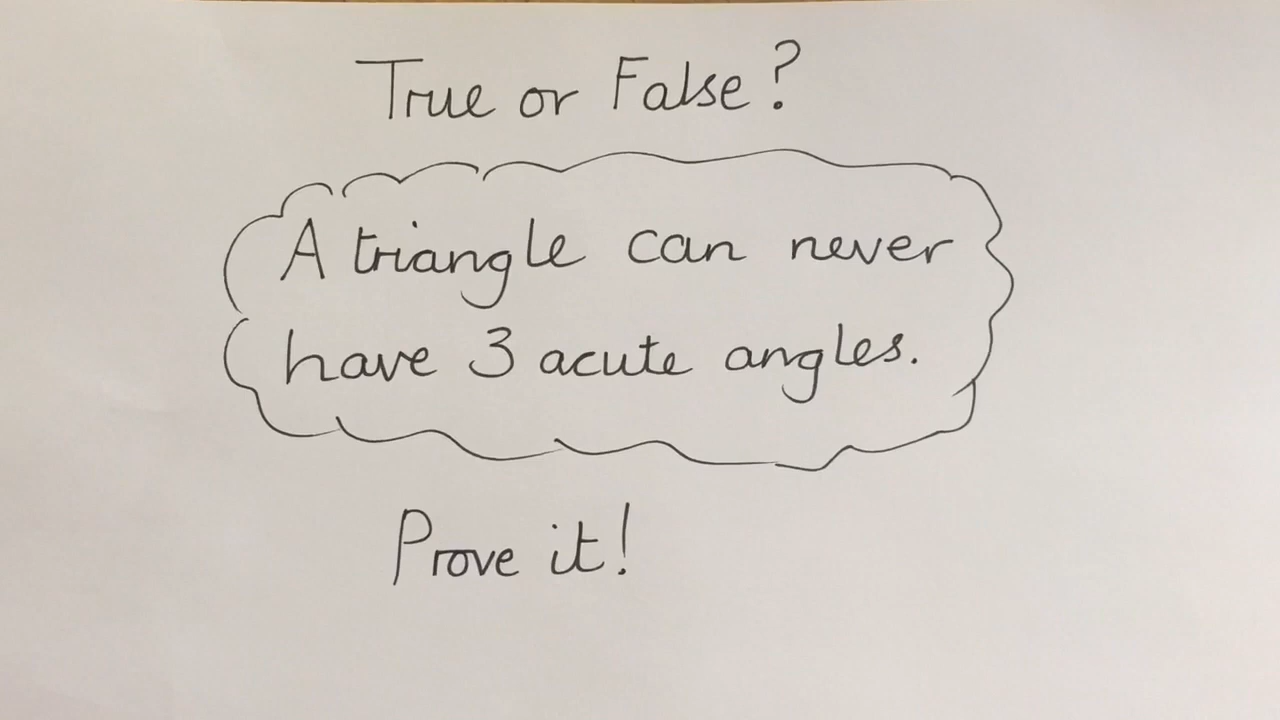 True or False?
A triangle can never
have 3 acute angles.
Prove it!